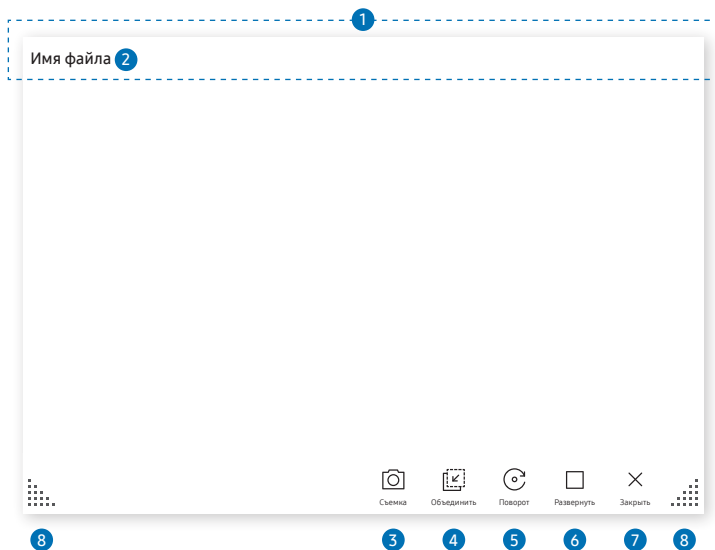 1
Имя файла 2
Съемка Объединить Поворот Развернуть Закрыть
8 3 4 5 6 7 8